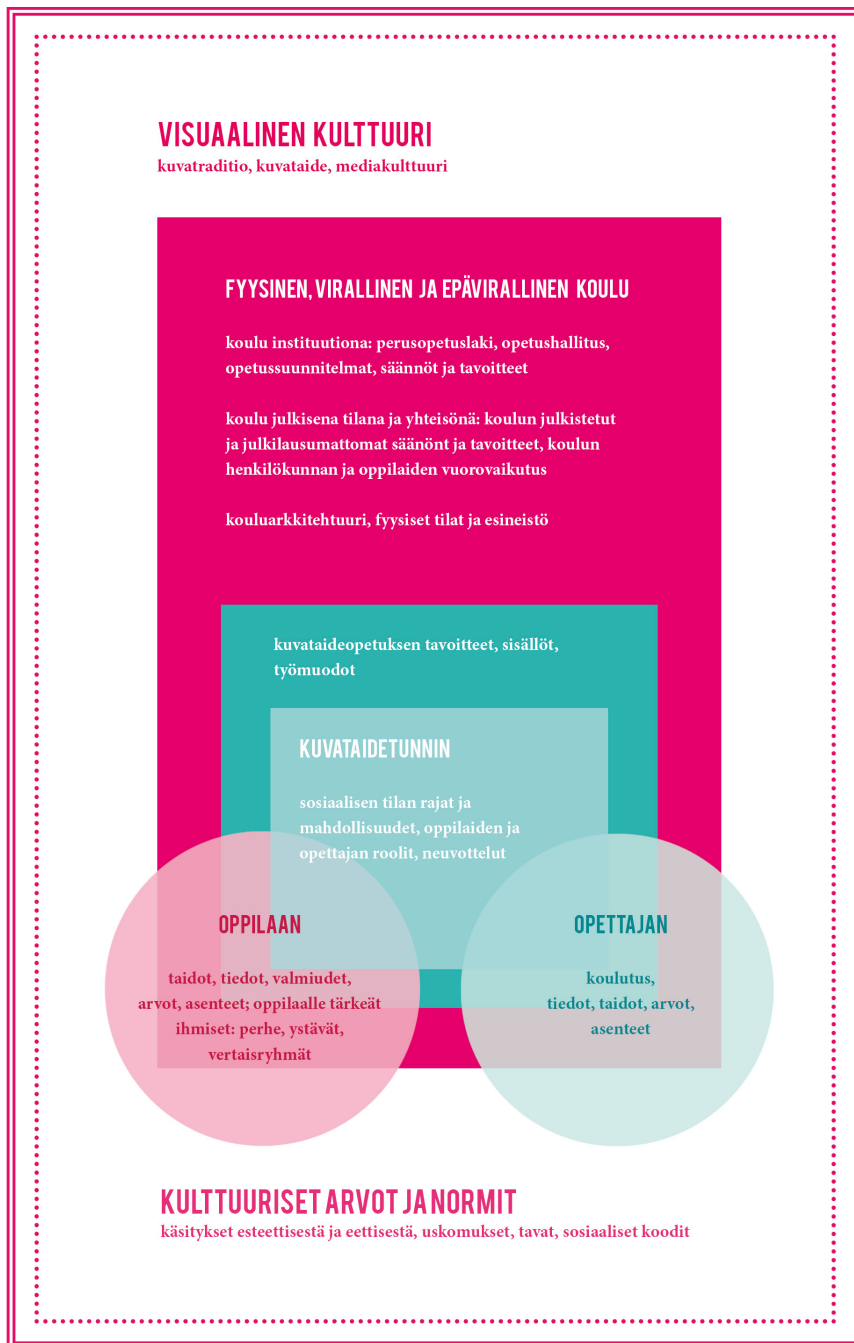 VISUAALINEN KULTTUURI
kuvatraditio, kuvataide, mediakulttuuri
FYYSINEN, VIRALLINEN JA EPÄVIRALLINEN KOULU
koulu instituutiona: perusopetuslaki, opetushallitus,
opetussuunnitelmat, säännöt ja tavoitteet
koulu julkisena tilana ja yhteisönä: koulun julkistetut
ja julkilausumattomat säänönt ja tavoitteet, koulun
henkilökunnan ja oppilaiden vuorovaikutus
kouluarkkitehtuuri, fyysiset tilat ja esineistö
kuvataideopetuksen tavoitteet, sisällöt,
työmuodot
KUVATAIDETUNNIN
sosiaalisen tilan rajat ja
mahdollisuudet, oppilaiden ja
opettajan roolit, neuvottelut
OPPILAAN
taidot, tiedot, valmiudet,
arvot, asenteet; oppilaalle tärkeät
ihmiset: perhe, ystävät,
vertaisryhmät
OPETTAJAN
koulutus,
tiedot, taidot, arvot,
asenteet
KULTTUURISET ARVOT JA NORMIT
käsitykset esteettisestä ja eettisestä, uskomukset, tavat, sosiaaliset koodit